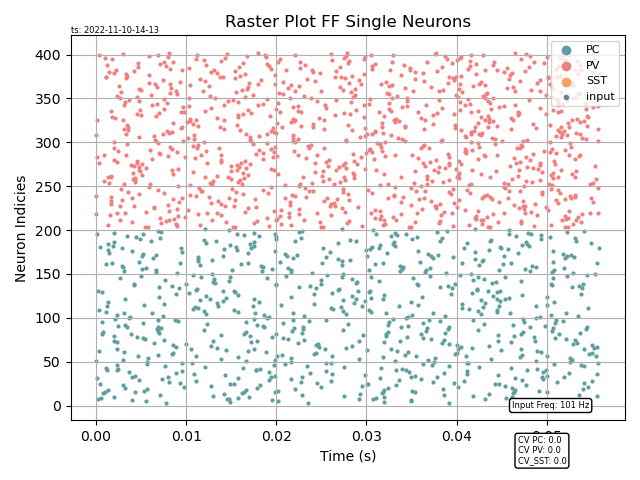 Raster Plot FF Single Neurons
ts: 2022-11-10-14-13
PC
PV
SST
input
400
350
300
250
200
150
100
50
0
Neuron Indicies
Input Freq: 101 Hz
0.00 0.01 0.02 0.03 0.04 0.05
Time (s)
CV PC: 0.0
CV PV: 0.0
CV_SST: 0.0